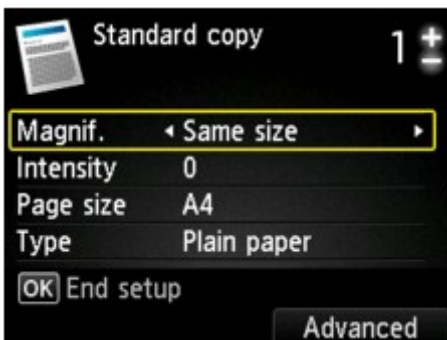 Standard copy 1 ±
Magnif. Same size
Intensity 0
Page size A4
Type Plain paper
OK End setup
Advanced